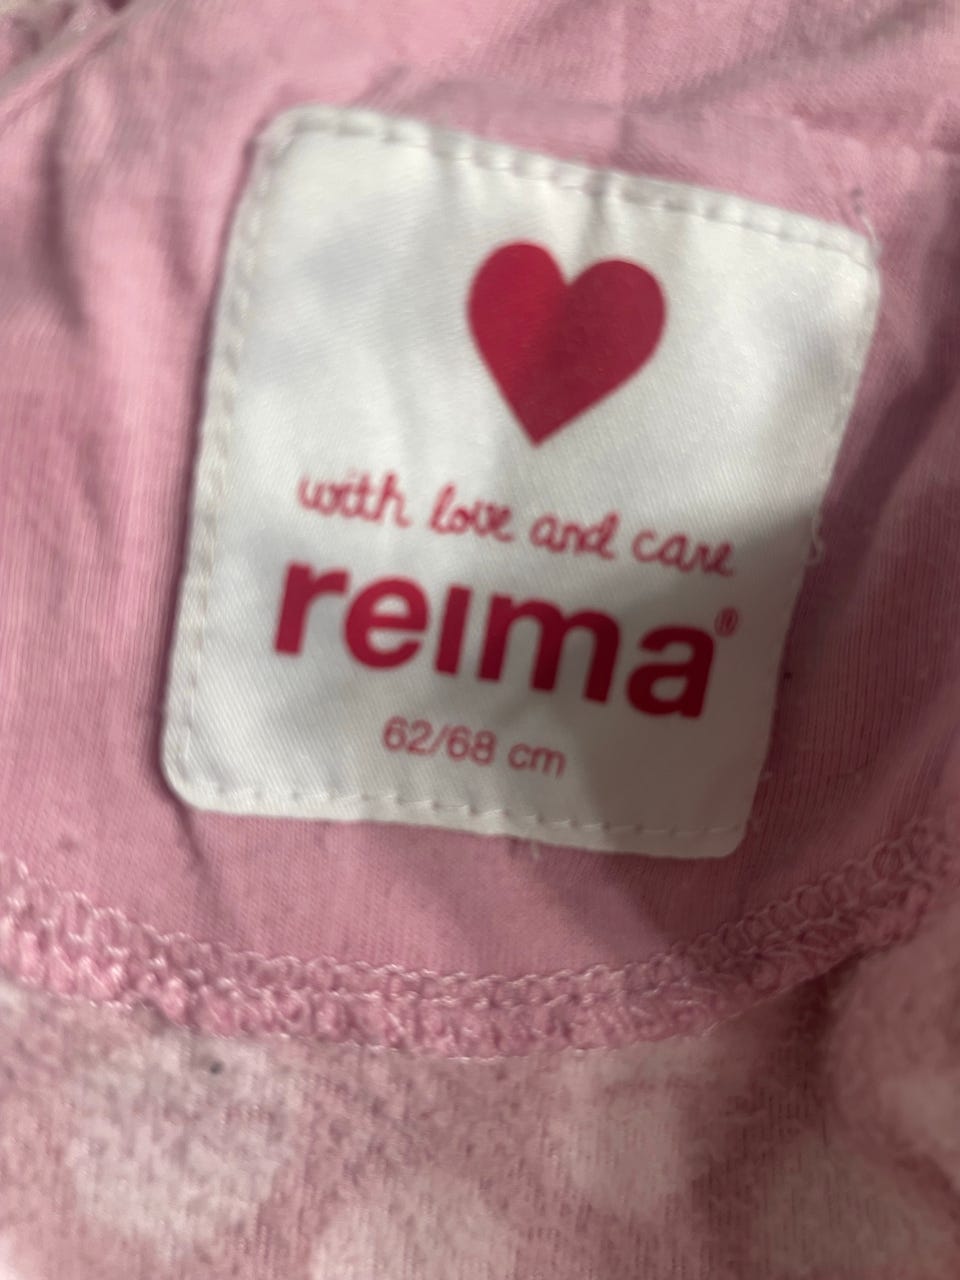 with love and care
reima®
62/68 cm